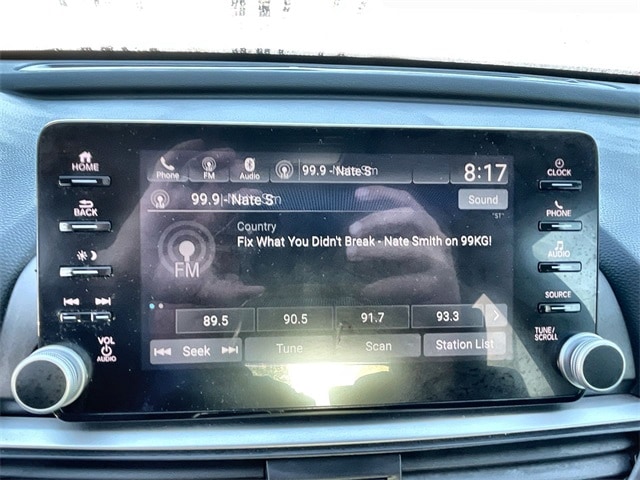 HOME
BACK
VOL
AUDIO
Phone FM Audio 99.9 - Nate S 8:17
99.9 - Nate S Sound
"ST"
FM
Country
Fix What You Didn't Break - Nate Smith on 99KG!
89.5 90.5 91.7 93.3
Seek Tune Scan Station List
CLOCK
PHONE
AUDIO
SOURCE
TUNE/
SCROLL